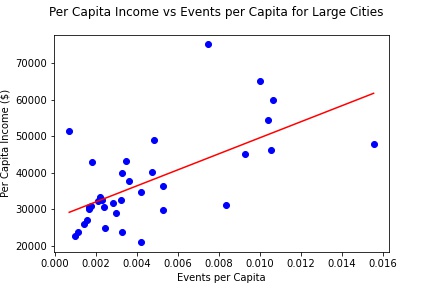 Per Capita Income vs Events per Capita for Large Cities
Per Capita Income ($)
70000
60000
50000
40000
30000
20000
0.000 0.002 0.004 0.006 0.008 0.010 0.012 0.014 0.016
Events per Capita